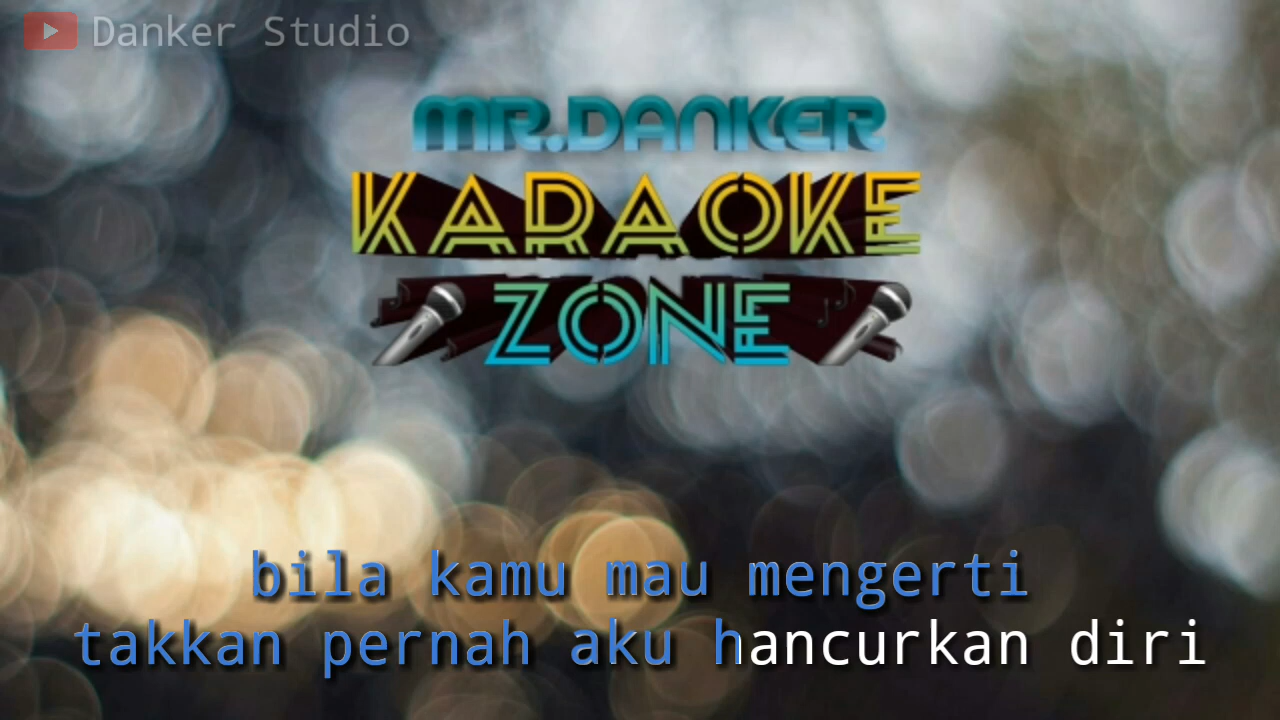 Danker Studio
MR.DANKER
KARAOKE
ZONE
bila kamu mau mengerti
takkan pernah aku hancurkan diri